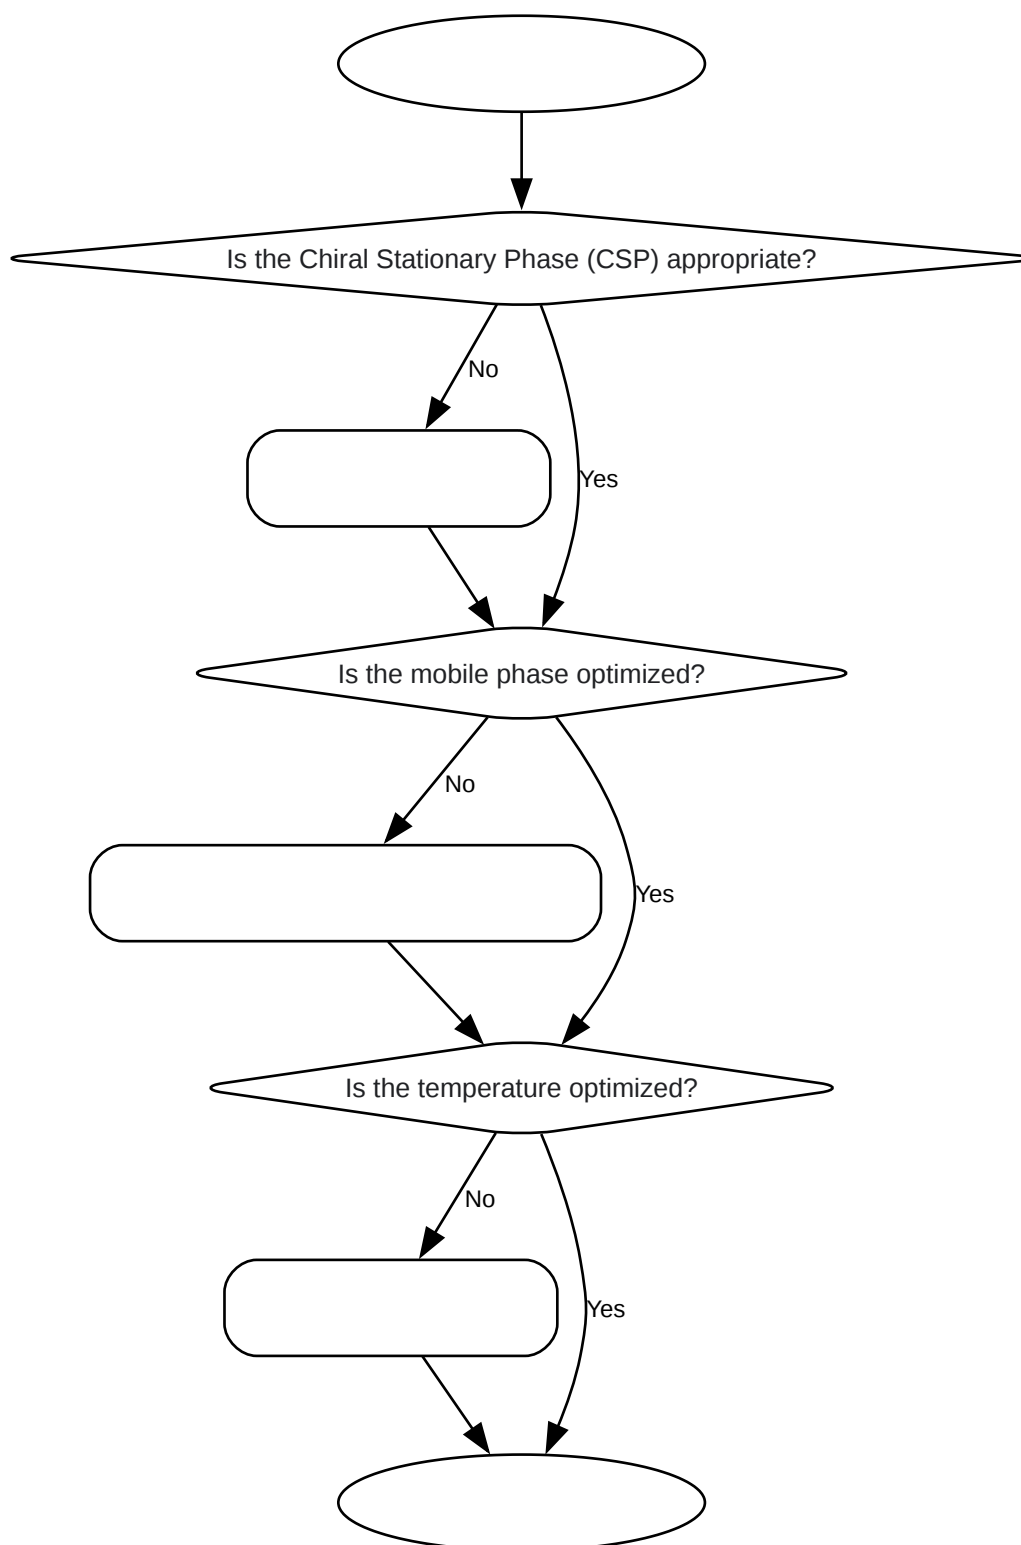 Is the Chiral Stationary Phase (CSP) appropriate?
No
Yes
Is the mobile phase optimized?
No
Yes
Is the temperature optimized?
No
Yes